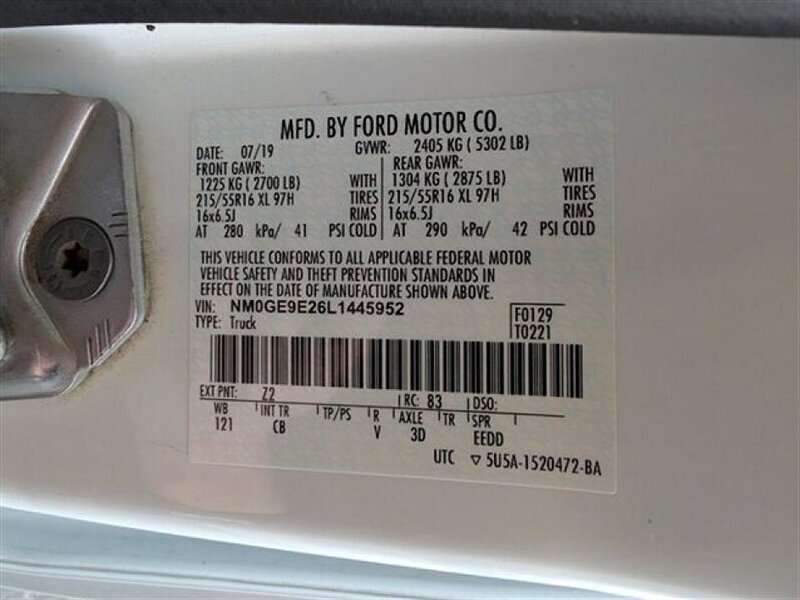 MFD. BY FORD MOTOR CO.
DATE: 07/19 GVWR: 2405 KG ( 5302 LB)
FRONT GAWR: REAR GAWR:
1225 KG ( 2700 LB) WITH 1304 KG ( 2875 LB) WITH
215/55R16 XL 97H TIRES 215/55R16 XL 97H TIRES
16x6.5J RIMS 16x6.5J RIMS
AT 280 kPa/ 41 PSI COLD AT 290 kPa/ 42 PSI COLD
THIS VEHICLE CONFORMS TO ALL APPLICABLE FEDERAL MOTOR
VEHICLE SAFETY AND THEFT PREVENTION STANDARDS IN
EFFECT ON THE DATE OF MANUFACTURE SHOWN ABOVE.
VIN: NM0GE9E26L1445952 F0129
TYPE: Truck T0221
EXT PNT: Z2 RC: 83 DSO:
WB INT TR TP/PS R AXLE TR SPR
121 CB V 3D EEDD
UTC ▽ 5U5A-1520472-BA